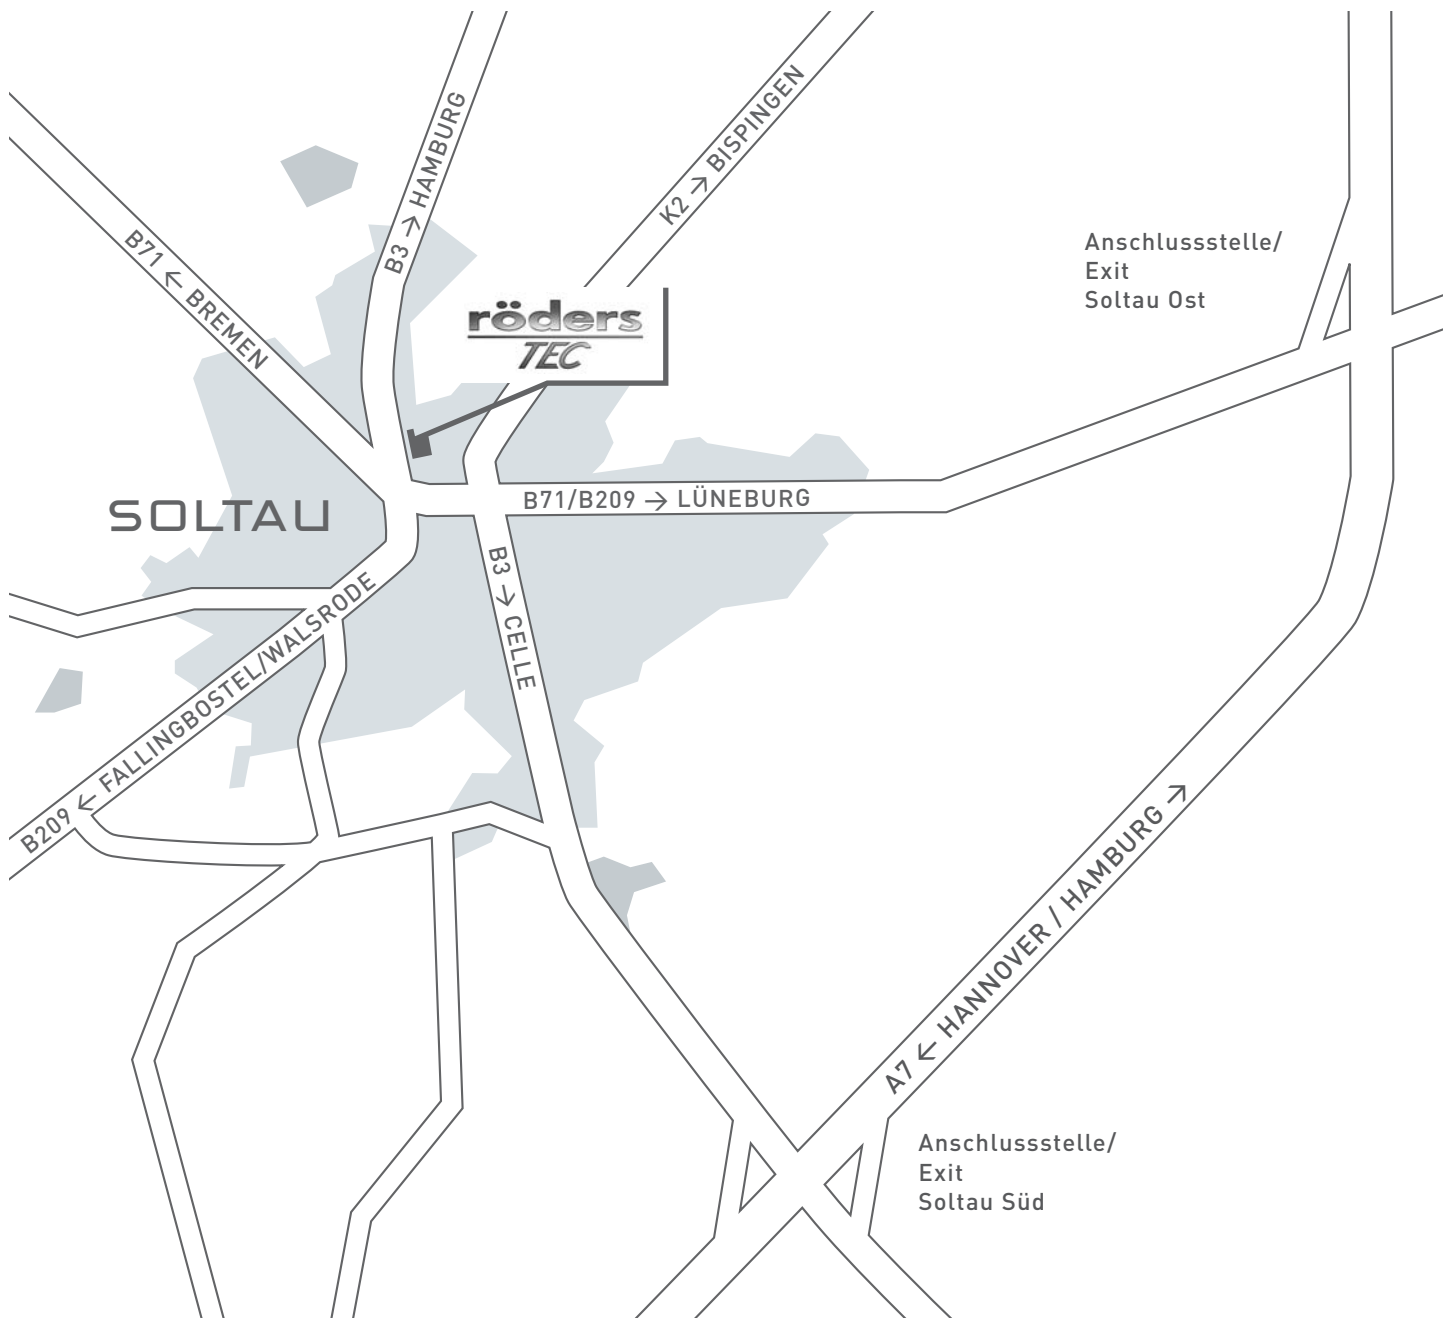 B3 → HAMBURG
K2 → BISPINGEN
B71 ← BREMEN
Anschlussstelle/
Exit
Soltau Ost
röders
TEC
SOLTAU
B71/B209 → LÜNEBURG
B3 → CELLE
B209 ← FALLINGBOSTEL/WALSRODE
A7 ← HANNOVER / HAMBURG →
Anschlussstelle/
Exit
Soltau Süd